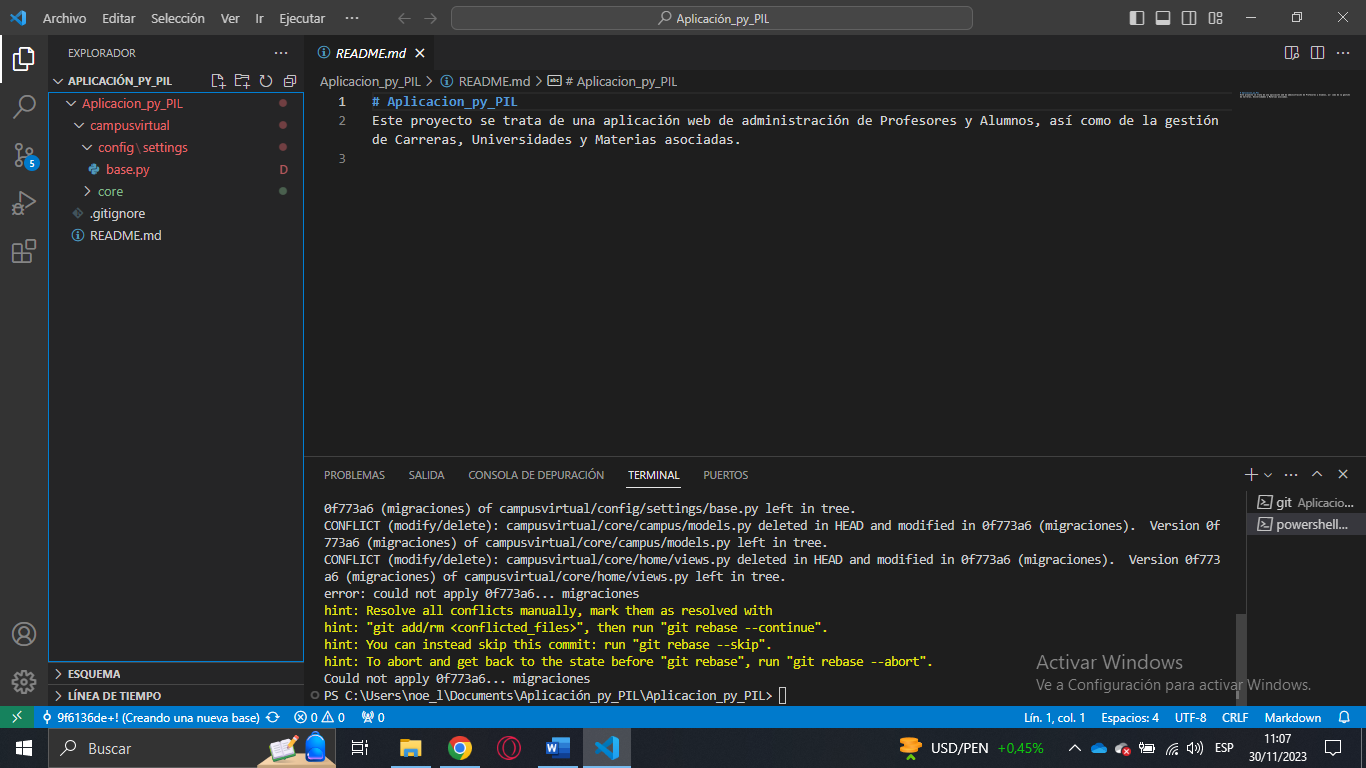 Archivo Editar Selección Ver Ir Ejecutar ··· Aplicación_py_PIL
EXPLORADOR ···
APLICACIÓN_PY_PIL
Aplicacion_py_PIL
campusvirtual
config\settings
base.py D
core
.gitignore
README.md
5
ESQUEMA
LÍNEA DE TIEMPO
README.md
Aplicacion_py_PIL > README.md > # Aplicacion_py_PIL
1 # Aplicacion_py_PIL
2 Este proyecto se trata de una aplicación web de administración de Profesores y Alumnos, así como de la gestión
de Carreras, Universidades y Materias asociadas.
3
PROBLEMAS SALIDA CONSOLA DE DEPURACIÓN TERMINAL PUERTOS
0f773a6 (migraciones) of campusvirtual/config/settings/base.py left in tree.
CONFLICT (modify/delete): campusvirtual/core/campus/models.py deleted in HEAD and modified in 0f773a6 (migraciones).  Version 0f
773a6 (migraciones) of campusvirtual/core/campus/models.py left in tree.
CONFLICT (modify/delete): campusvirtual/core/home/views.py deleted in HEAD and modified in 0f773a6 (migraciones).  Version 0f773
a6 (migraciones) of campusvirtual/core/home/views.py left in tree.
error: could not apply 0f773a6... migraciones
hint: Resolve all conflicts manually, mark them as resolved with
hint: "git add/rm <conflicted_files>", then run "git rebase --continue".
hint: You can instead skip this commit: run "git rebase --skip".
hint: To abort and get back to the state before "git rebase", run "git rebase --abort".
Could not apply 0f773a6... migraciones
PS C:\Users\noe_l\Documents\Aplicación_py_PIL\Aplicacion_py_PIL>
git Aplicacio...
powershell...
Activar Windows
Ve a Configuración para activar Windows.
9f6136de+! (Creando una nueva base) 0 0 0 Lín. 1, col. 1 Espacios: 4 UTF-8 CRLF Markdown
Buscar USD/PEN +0,45% ESP 11:07
30/11/2023